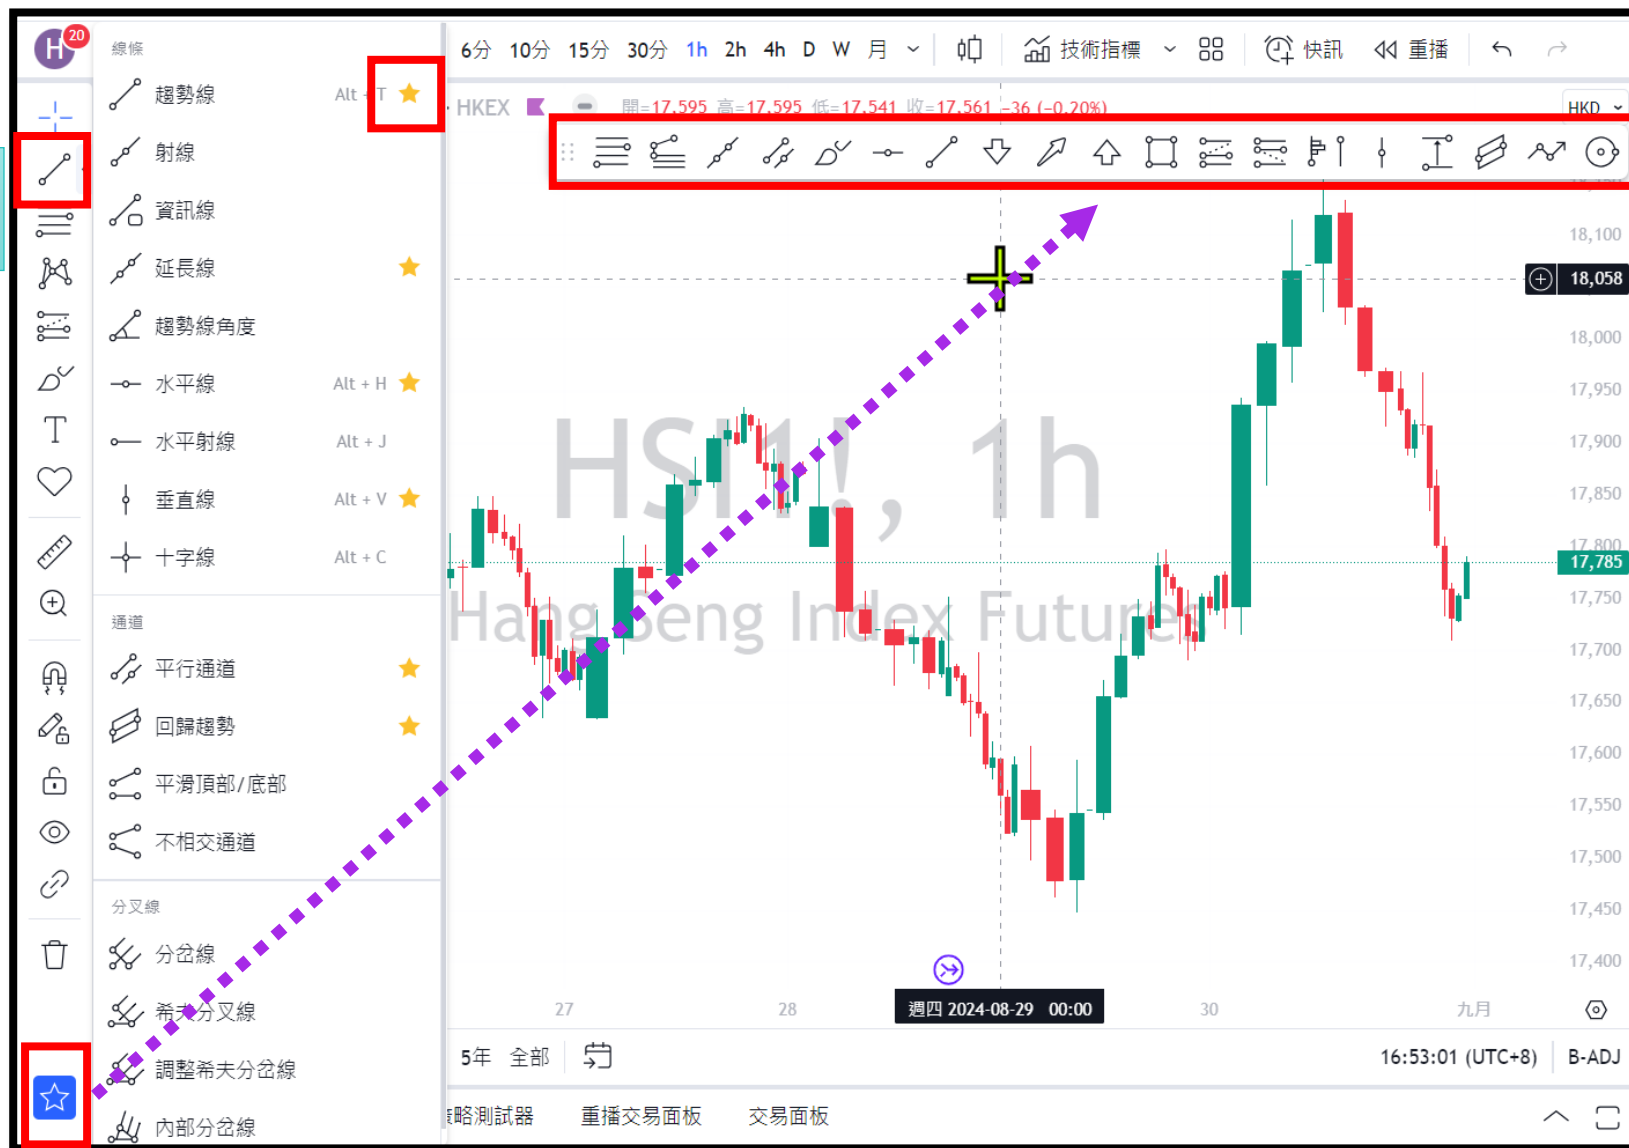 H 20
線條
6分 10分 15分 30分 1h 2h 4h D W 月 技術指標 快訊 重播
趨勢線 Alt + T
HKEX 開=17,595 高=17,595 低=17,541 收=17,561 −36 (−0.20%) HKD
射線
資訊線
延長線
趨勢線角度
水平線 Alt + H
水平射線 Alt + J
垂直線 Alt + V
十字線 Alt + C
通道
平行通道
回歸趨勢
平滑頂部/底部
不相交通道
分叉線
分岔線
希夫分叉線
調整希夫分岔線
內部分岔線
T
HSI1!, 1h
Hang Seng Index Futures
18,100
18,058
18,000
17,950
17,900
17,850
17,800
17,785
17,750
17,700
17,650
17,600
17,550
17,500
17,450
17,400
27 28 週四 2024-08-29 00:00 30 九月
5年 全部 16:53:01 (UTC+8) B-ADJ
略測試器 重播交易面板 交易面板